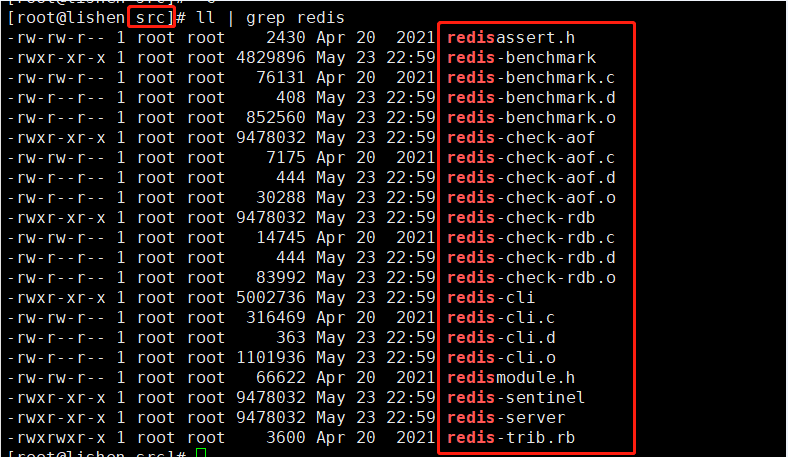 [root@lishen src]# ll | grep redis
-rw-rw-r-- 1 root root    2430 Apr 20  2021 redisassert.h
-rwxr-xr-x 1 root root 4829896 May 23 22:59 redis-benchmark
-rw-rw-r-- 1 root root   76131 Apr 20  2021 redis-benchmark.c
-rw-r--r-- 1 root root     408 May 23 22:59 redis-benchmark.d
-rw-r--r-- 1 root root  852560 May 23 22:59 redis-benchmark.o
-rwxr-xr-x 1 root root 9478032 May 23 22:59 redis-check-aof
-rw-rw-r-- 1 root root    7175 Apr 20  2021 redis-check-aof.c
-rw-r--r-- 1 root root     444 May 23 22:59 redis-check-aof.d
-rw-r--r-- 1 root root   30288 May 23 22:59 redis-check-aof.o
-rwxr-xr-x 1 root root 9478032 May 23 22:59 redis-check-rdb
-rw-rw-r-- 1 root root   14745 Apr 20  2021 redis-check-rdb.c
-rw-r--r-- 1 root root     444 May 23 22:59 redis-check-rdb.d
-rw-r--r-- 1 root root   83992 May 23 22:59 redis-check-rdb.o
-rwxr-xr-x 1 root root 5002736 May 23 22:59 redis-cli
-rw-rw-r-- 1 root root  316469 Apr 20  2021 redis-cli.c
-rw-r--r-- 1 root root     363 May 23 22:59 redis-cli.d
-rw-r--r-- 1 root root 1101936 May 23 22:59 redis-cli.o
-rw-rw-r-- 1 root root   66622 Apr 20  2021 redismodule.h
-rwxr-xr-x 1 root root 9478032 May 23 22:59 redis-sentinel
-rwxr-xr-x 1 root root 9478032 May 23 22:59 redis-server
-rwxrwxr-x 1 root root    3600 Apr 20  2021 redis-trib.rb
[root@lishen src]#